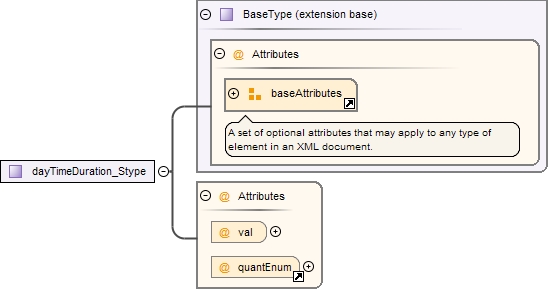 BaseType (extension base)
@ Attributes
baseAttributes
A set of optional attributes that may apply to any type of
element in an XML document.
dayTimeDuration_Stype
@ Attributes
@ val
@ quantEnum